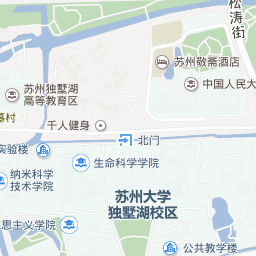 松涛街
苏州敬斋酒店
苏州独墅湖
高等教育区
中国人民大
墓村
千人健身
北门
实验楼
生命科学学院
纳米科学
技术学院
苏州大学
独墅湖校区
思主义学院
公共教学楼